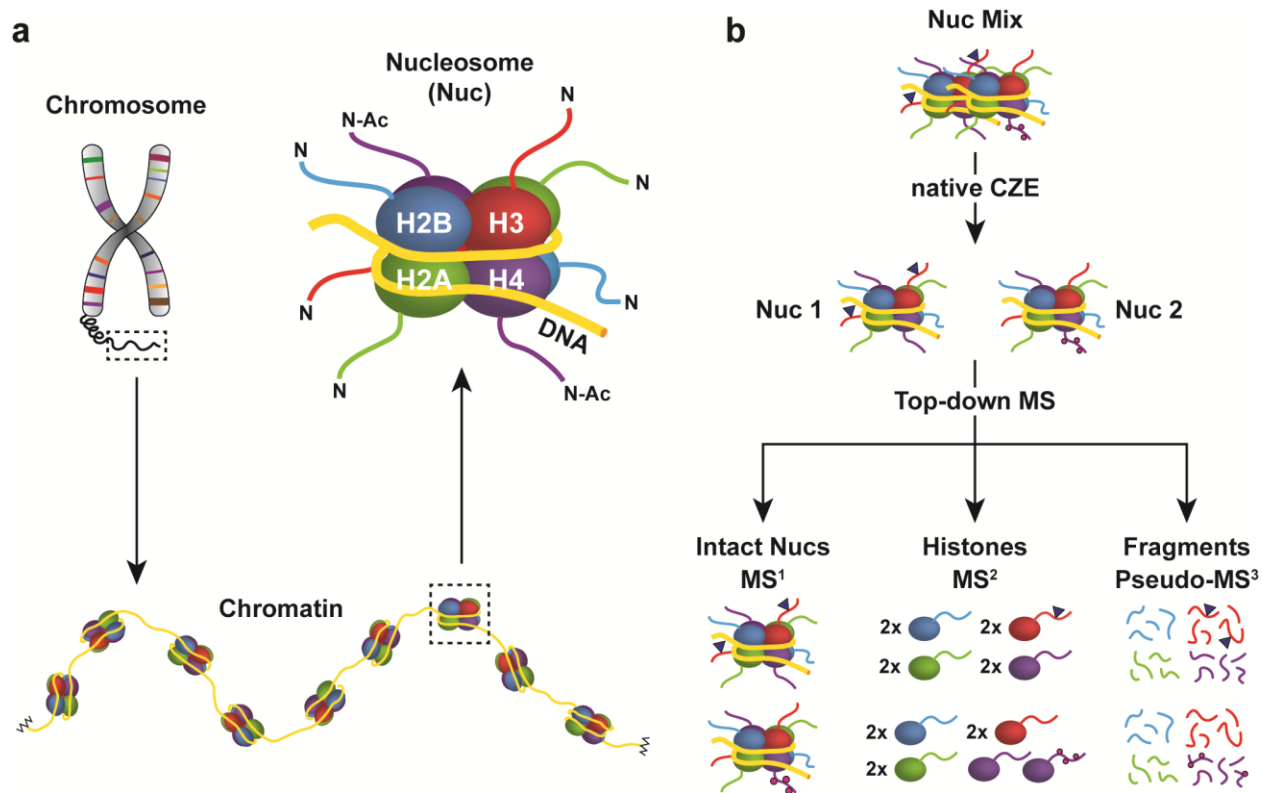 a
Chromosome
Nucleosome
(Nuc)
N
N-Ac
N
N
H2B
H3
H2A
H4
N
N
DNA
N
N-Ac
Chromatin
b
Nuc Mix
native CZE
Nuc 1
Nuc 2
Top-down MS
Intact Nucs
MS¹
Histones
MS²
Fragments
Pseudo-MS³
2x
2x
2x
2x
2x
2x
2x